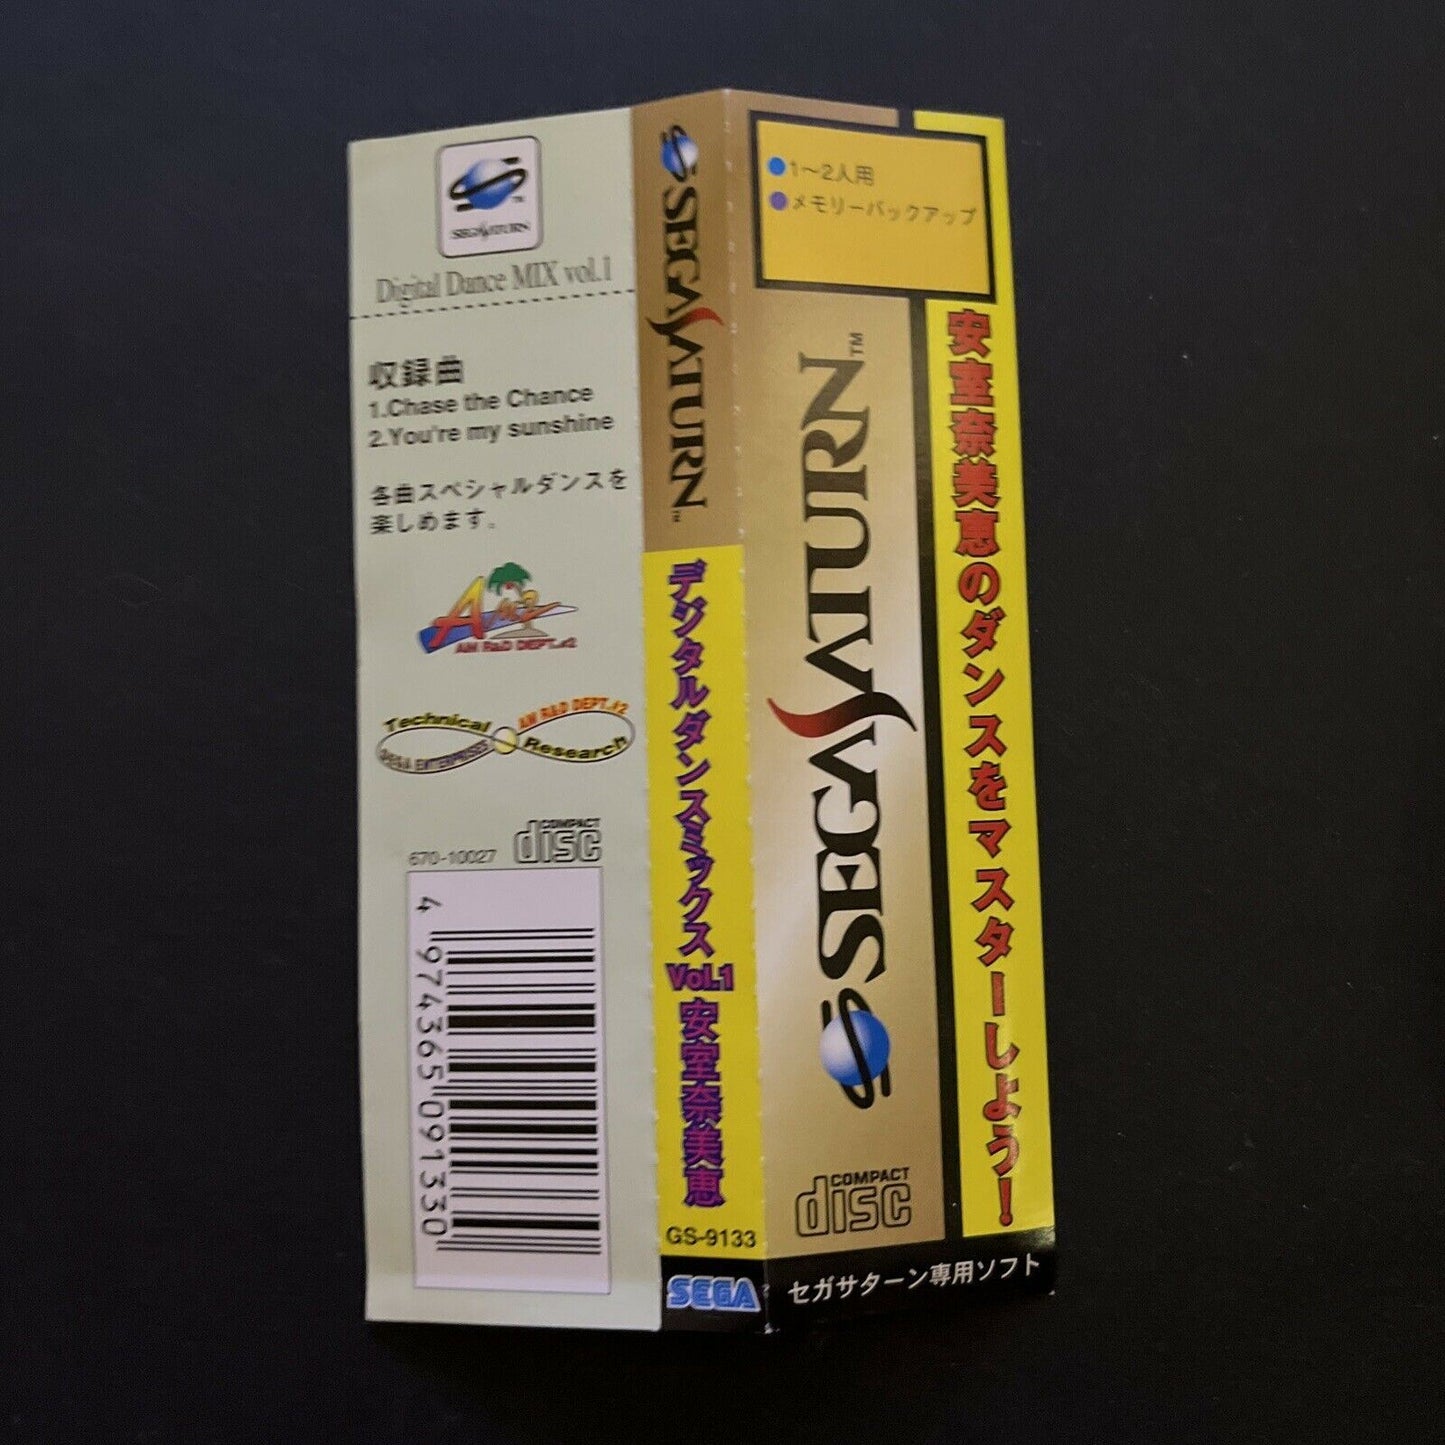 SEGA SATURN
TM
Digital Dance MIX vol.1
収録曲
1.Chase the Chance
2.You're my sunshine
各曲スペシャルダンスを
楽しめます。
AM2
AM R&D DEPT.#2
Technical
AM R&D DEPT.#2
SEGA ENTERPRISES
Research
670-10027
COMPACT
disc
4 974365 091330
SEGA SATURN
TM
デジタルダンスミックス Vol.1 安室奈美恵
GS-9133
SEGA
●1〜2人用
●メモリーバックアップ
SEGA SATURN
TM
COMPACT
disc
安室奈美恵のダンスをマスターしよう!
セガサターン専用ソフト